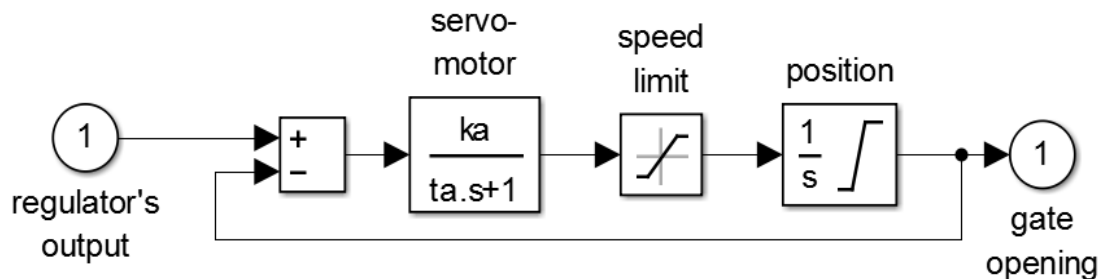 servo-
motor
speed
limit
position
1
+
−
ka
ta.s+1
1
s
1
regulator's
output
gate
opening